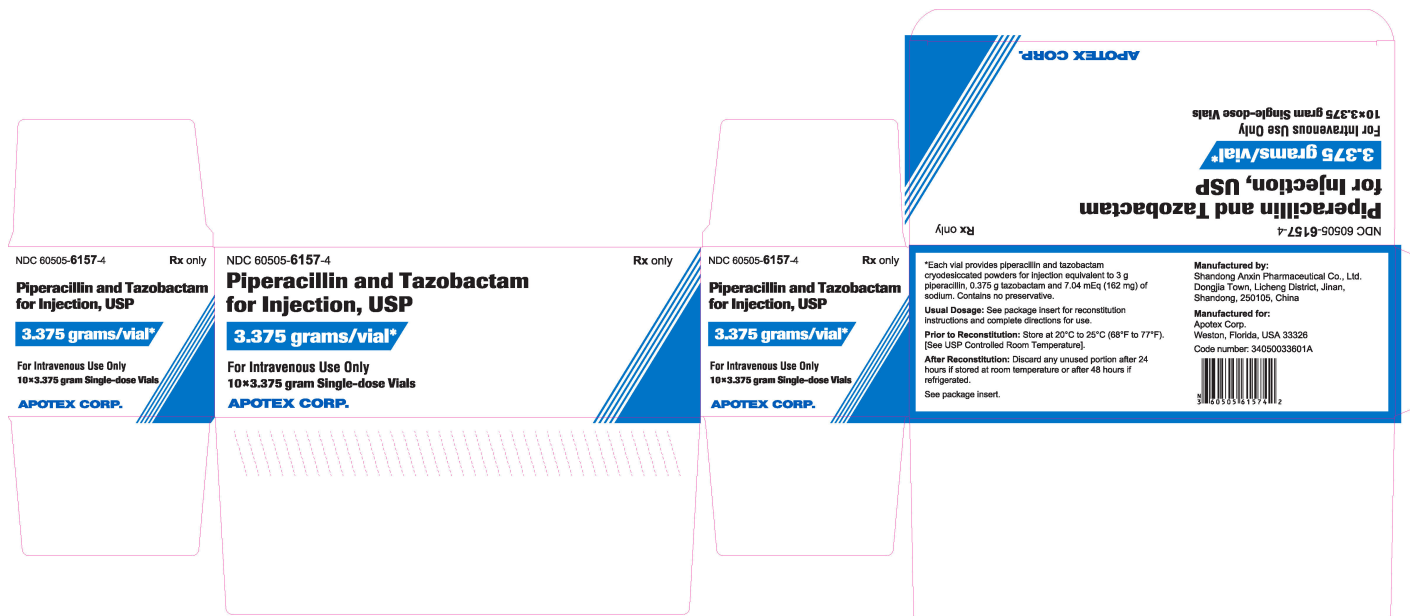 NDC 60505-6157-4 Rx only
Piperacillin and Tazobactam
for Injection, USP
3.375 grams/vial*
For Intravenous Use Only
10×3.375 gram Single-dose Vials
APOTEX CORP.
NDC 60505-6157-4 Rx only
Piperacillin and Tazobactam
for Injection, USP
3.375 grams/vial*
For Intravenous Use Only
10×3.375 gram Single-dose Vials
APOTEX CORP.
NDC 60505-6157-4 Rx only
Piperacillin and Tazobactam
for Injection, USP
3.375 grams/vial*
For Intravenous Use Only
10×3.375 gram Single-dose Vials
APOTEX CORP.
NDC 60505-6157-4 Rx only
Piperacillin and Tazobactam
for Injection, USP
3.375 grams/vial*
For Intravenous Use Only
10×3.375 gram Single-dose Vials
APOTEX CORP.
*Each vial provides piperacillin and tazobactam
cryodesiccated powders for injection equivalent to 3 g
piperacillin, 0.375 g tazobactam and 7.04 mEq (162 mg) of
sodium. Contains no preservative.
Usual Dosage: See package insert for reconstitution
instructions and complete directions for use.
Prior to Reconstitution: Store at 20°C to 25°C (68°F to 77°F).
[See USP Controlled Room Temperature].
After Reconstitution: Discard any unused portion after 24
hours if stored at room temperature or after 48 hours if
refrigerated.
See package insert.
Manufactured by:
Shandong Anxin Pharmaceutical Co., Ltd.
Dongjia Town, Licheng District, Jinan,
Shandong, 250105, China
Manufactured for:
Apotex Corp.
Weston, Florida, USA 33326
Code number: 34050033601A
N
3 60505 61574 2